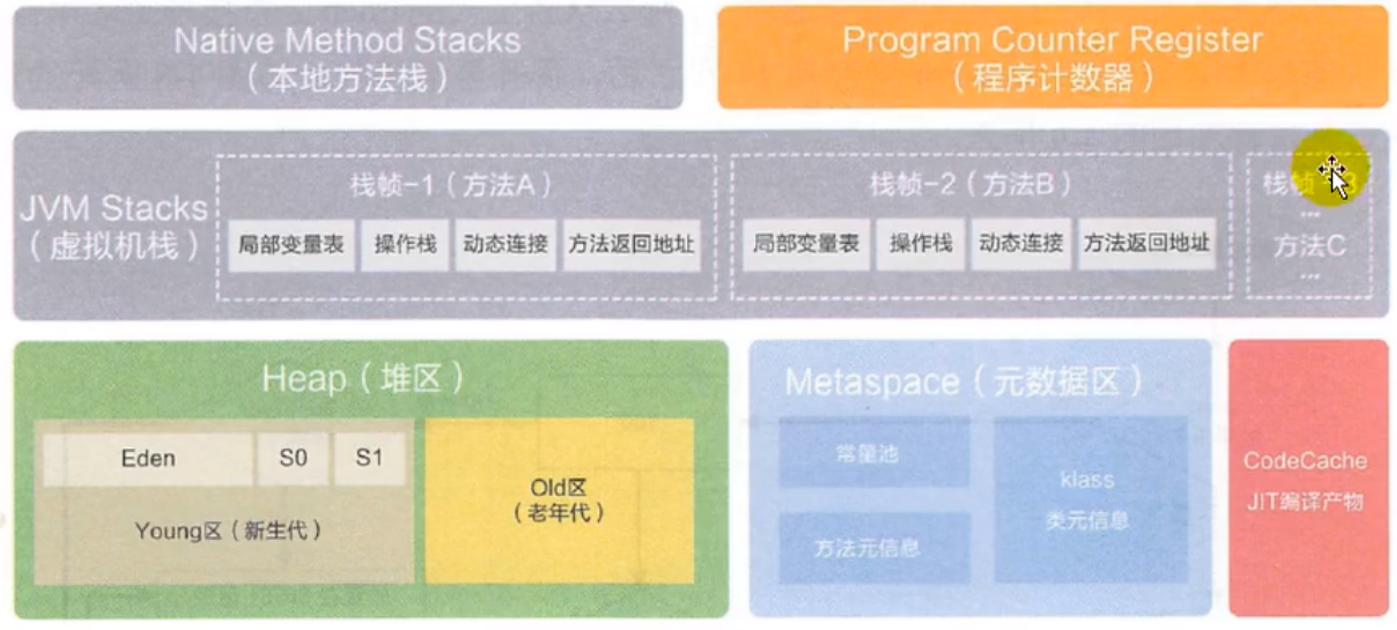 Native Method Stacks
（本地方法栈）
Program Counter Register
（程序计数器）
JVM Stacks
（虚拟机栈）
栈帧-1（方法A）
局部变量表
操作栈
动态连接
方法返回地址
栈帧-2（方法B）
局部变量表
操作栈
动态连接
方法返回地址
栈帧-3
...
方法C
...
Heap（堆区）
Eden
S0
S1
Young区（新生代）
Old区
（老年代）
Metaspace（元数据区）
常量池
方法元信息
klass
类元信息
CodeCache
JIT编译产物